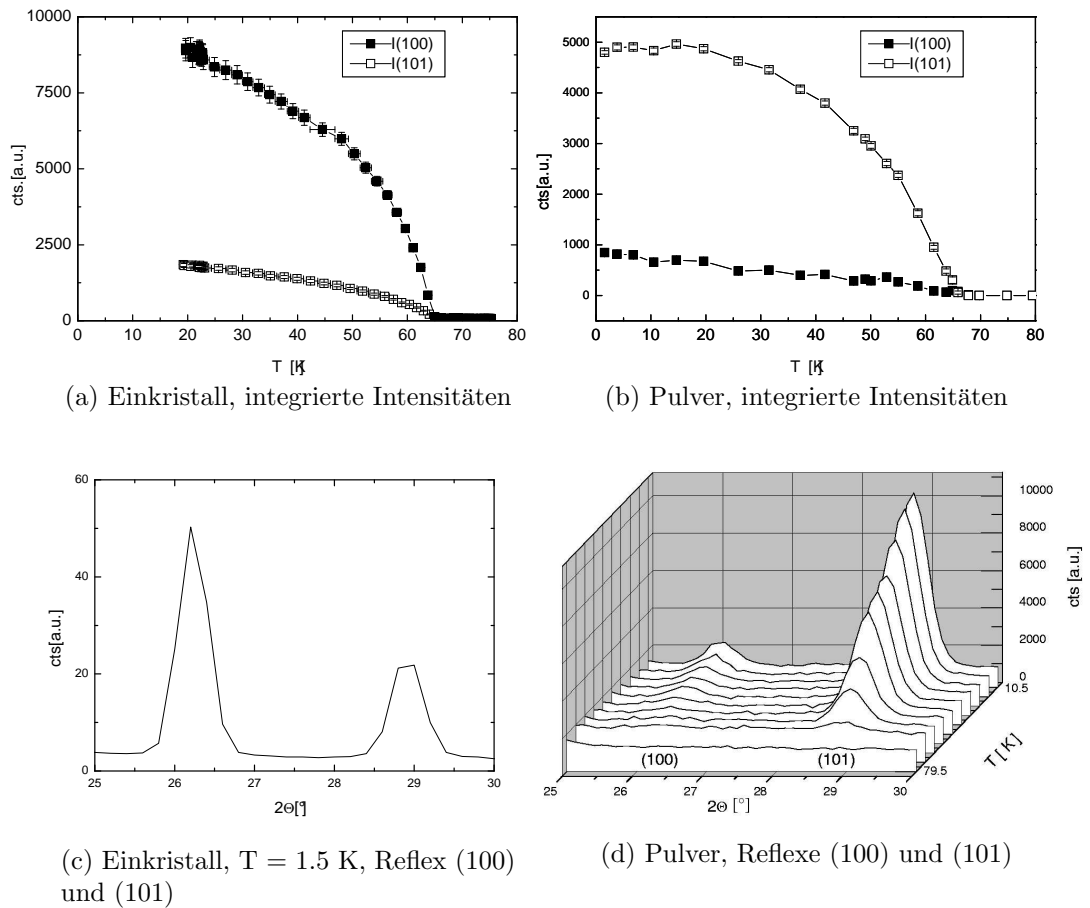 10000
7500
5000
2500
0
cts.[a.u.]
I(100)
I(101)
0 10 20 30 40 50 60 70 80
T [K]
(a) Einkristall, integrierte Intensitäten
5000
4000
3000
2000
1000
0
cts[a.u.]
I(100)
I(101)
0 10 20 30 40 50 60 70 80
T [K]
(b) Pulver, integrierte Intensitäten
60
40
20
0
cts[a.u.]
25 26 27 28 29 30
2Θ[°]
(c) Einkristall, T = 1.5 K, Reflex (100)
und (101)
10000
8000
6000
4000
2000
0
cts [a.u.]
10.5
T[K]
79.5
(100) (101)
25 26 27 28 29 30
2Θ [°]
(d) Pulver, Reflexe (100) und (101)